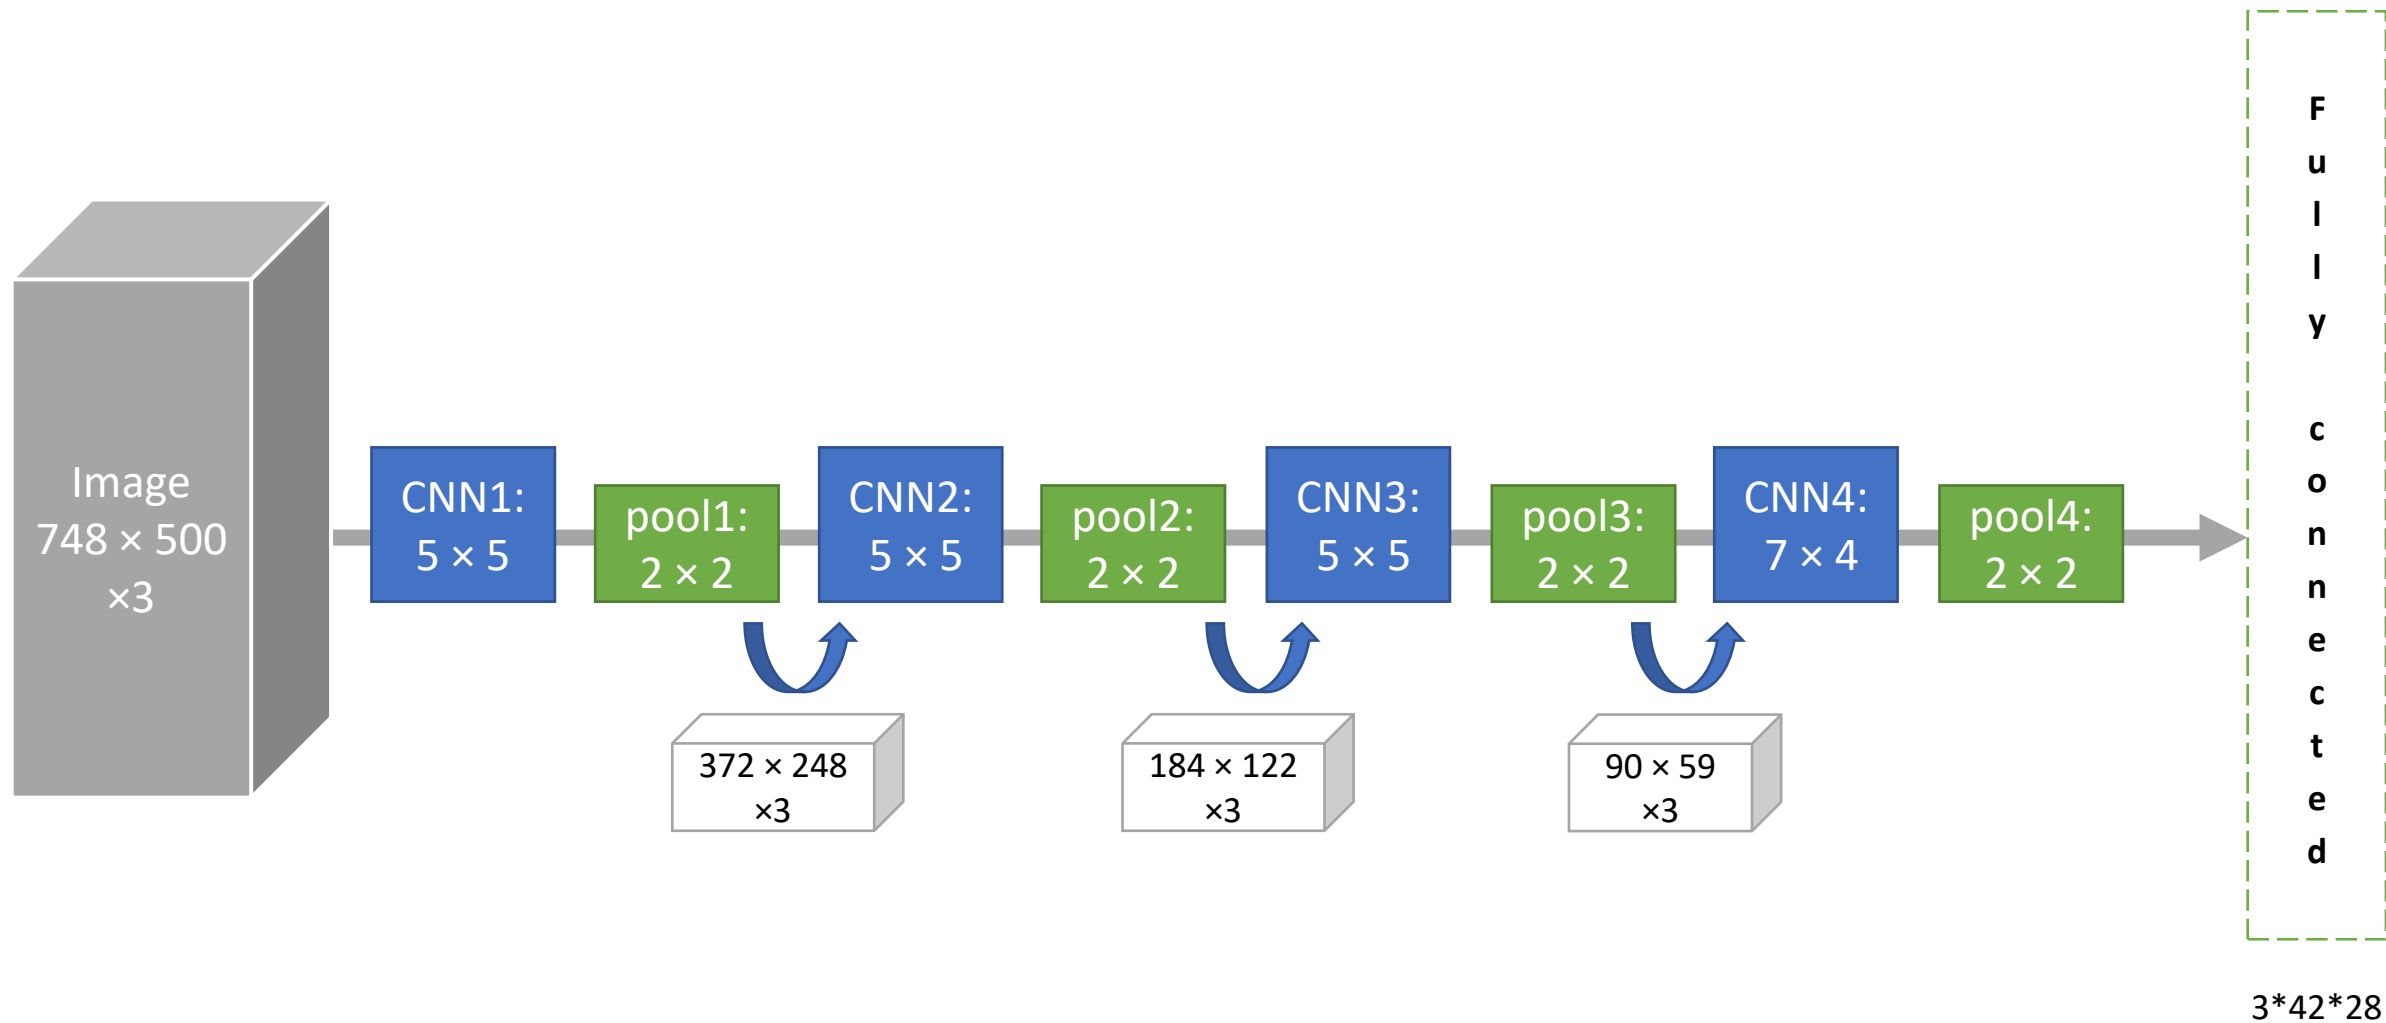 Image
748 × 500
×3
CNN1:
5 × 5
pool1:
2 × 2
CNN2:
5 × 5
pool2:
2 × 2
CNN3:
5 × 5
pool3:
2 × 2
CNN4:
7 × 4
pool4:
2 × 2
372 × 248
×3
184 × 122
×3
90 × 59
×3
Fully connected
3*42*28